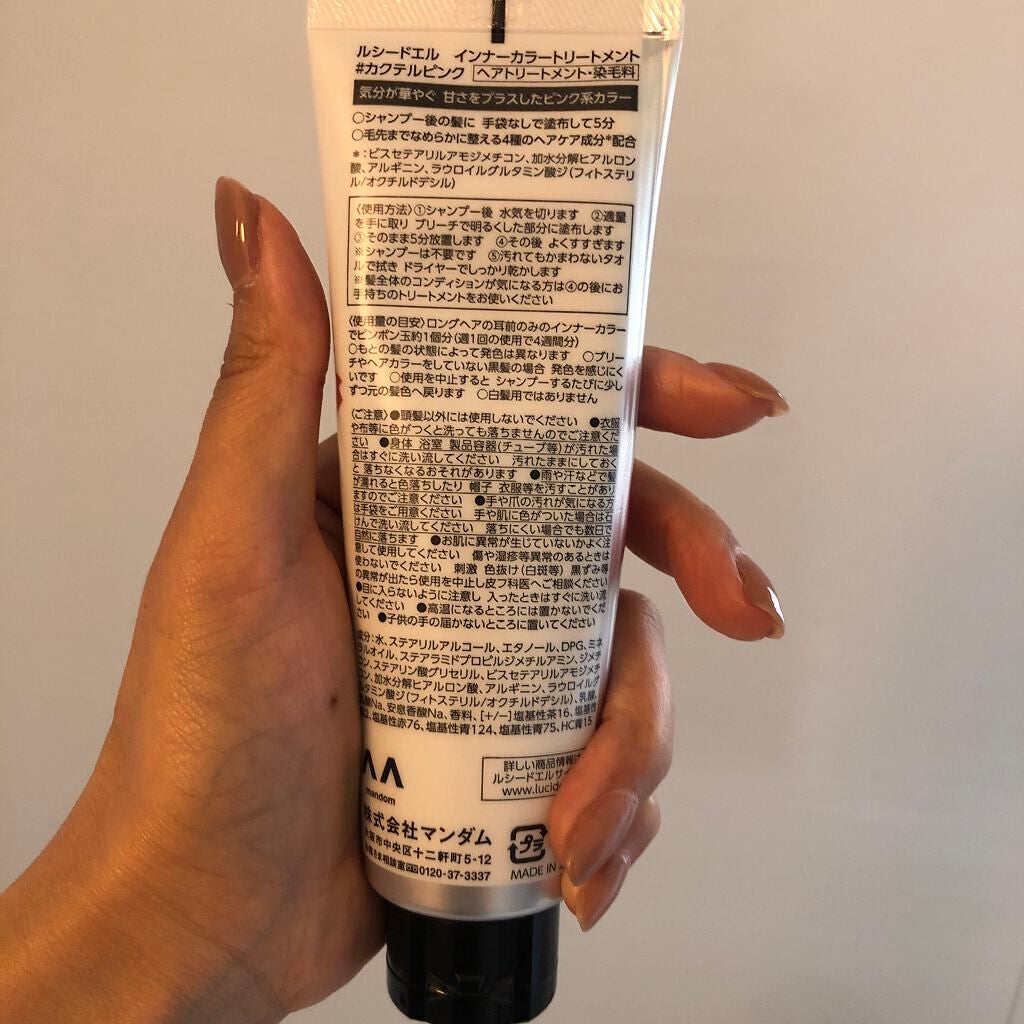 ルシードエル　インナーカラートリートメント
#カクテルピンク　ヘアトリートメント・染毛料
気分が華やぐ 甘さをプラスしたピンク系カラー
○シャンプー後の髪に 手袋なしで塗布して5分
○毛先までなめらかに整える4種のヘアケア成分*配合
*：ビスセテアリルアモジメチコン、加水分解ヒアルロン
酸、アルギニン、ラウロイルグルタミン酸ジ（フィトステリ
ル/オクチルドデシル）
〈使用方法〉①シャンプー後 水気を切ります　②適量
を手に取り ブリーチで明るくした部分に塗布します
③そのまま5分放置します　④その後 よくすすぎます
※シャンプーは不要です　⑤汚れてもかまわないタオ
ルで拭き ドライヤーでしっかり乾かします
※髪全体のコンディションが気になる方は④の後にお
手持ちのトリートメントをお使いください
〈使用量の目安〉ロングヘアの耳前のみのインナーカラー
でピンポン玉約1個分（週1回の使用で4週間分）
○もとの髪の状態によって発色は異なります　○ブリー
チやヘアカラーをしていない黒髪の場合 発色を感じにく
いです　○使用を中止すると シャンプーするたびに少し
ずつ元の髪色へ戻ります　○白髪用ではありません
〈ご注意〉●頭髪以外には使用しないでください　●衣服
や布等に色がつくと洗っても落ちませんのでご注意くだ
さい　●身体 浴室 製品容器（チューブ等）が汚れた場
合はすぐに洗い流してください　汚れたままにしておく
と 落ちなくなるおそれがあります　●雨や汗などで髪
が濡れると色落ちしたり 帽子 衣服等を汚すことがあり
ますのでご注意ください　●手や爪の汚れが気になる方
は手袋をご用意ください　手や肌に色がついた場合は石
けんで洗い流してください　落ちにくい場合でも数日で
自然に落ちます　●お肌に異常が生じていないかよく注
意して使用してください　傷や湿疹等異常のあるときは
使わないでください　刺激 色抜け（白斑等）黒ずみ等
の異常が出たら使用を中止し皮フ科医へご相談ください
●目に入らないように注意し 入ったときはすぐに洗い流
してください　●高温になるところには置かないでくだ
さい　●子供の手の届かないところに置いてください
成分：水、ステアリルアルコール、エタノール、DPG、ミネ
ラルオイル、ステアラミドプロピルジメチルアミン、ジメチ
コン、ステアリン酸グリセリル、ビスセテアリルアモジメチ
コン、加水分解ヒアルロン酸、アルギニン、ラウロイルグ
ルタミン酸ジ（フィトステリル/オクチルドデシル）、乳酸、
乳酸Na、安息香酸Na、香料、[+/−]塩基性茶16、塩基性
2、塩基性赤76、塩基性青124、塩基性青75、HC青15
mandom
詳しい商品情報は
ルシードエルサイ
www.lucid
株式会社マンダム
大阪市中央区十二軒町5-12
0120-37-3337
プラ
MADE IN